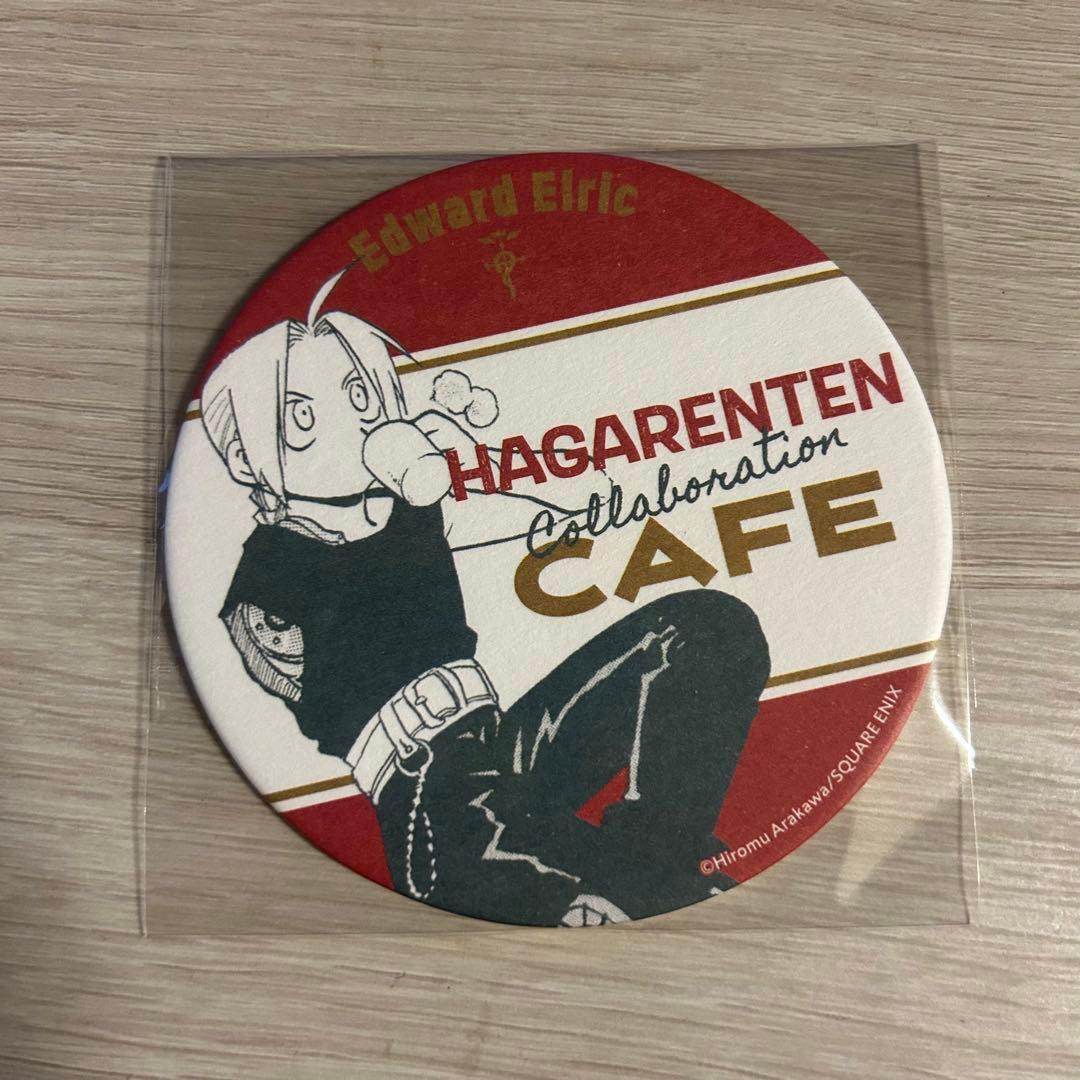 Edward Elric
HAGARENTEN
Collaboration
CAFE
©Hiromu Arakawa/SQUARE ENIX